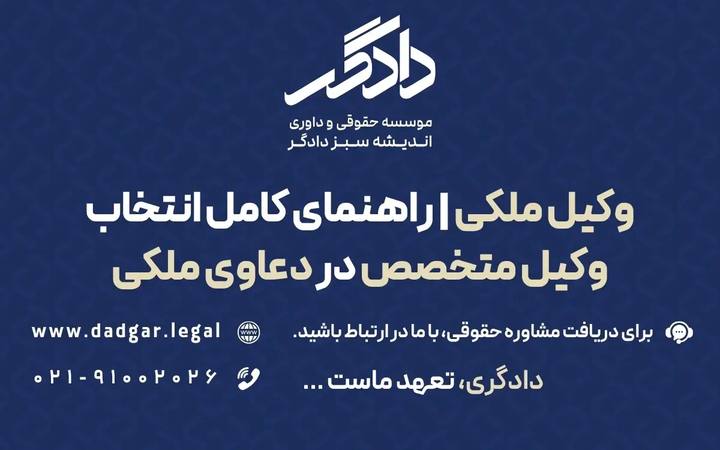 دادگر
موسسه حقوقی و داوری
اندیشه سبز دادگر
وکیل ملکی | راهنمای کامل انتخاب
وکیل متخصص در دعاوی ملکی
برای دریافت مشاوره حقوقی، با ما در ارتباط باشید.
www.dadgar.legal
دادگری، تعهد ماست ...
۰۲۱-۹۱۰۰۲۰۲۶